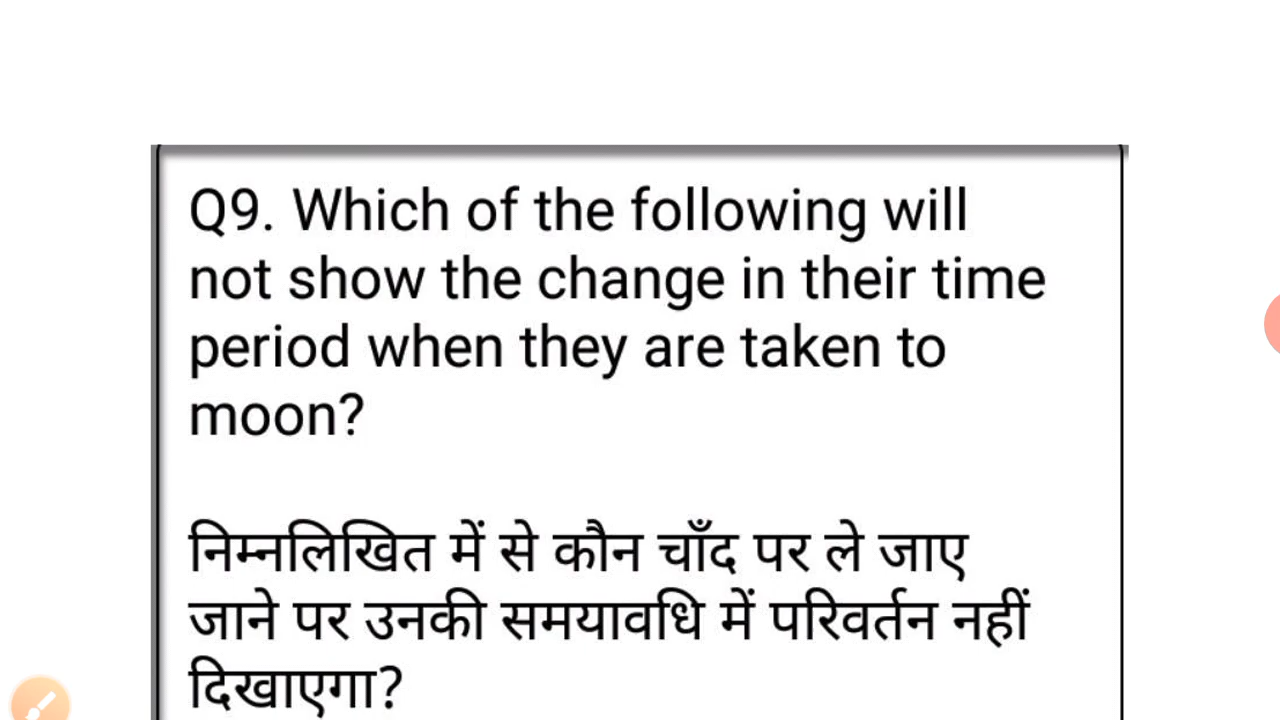 Q9. Which of the following will
not show the change in their time
period when they are taken to
moon?
निम्नलिखित में से कौन चाँद पर ले जाए
जाने पर उनकी समयावधि में परिवर्तन नहीं
दिखाएगा?